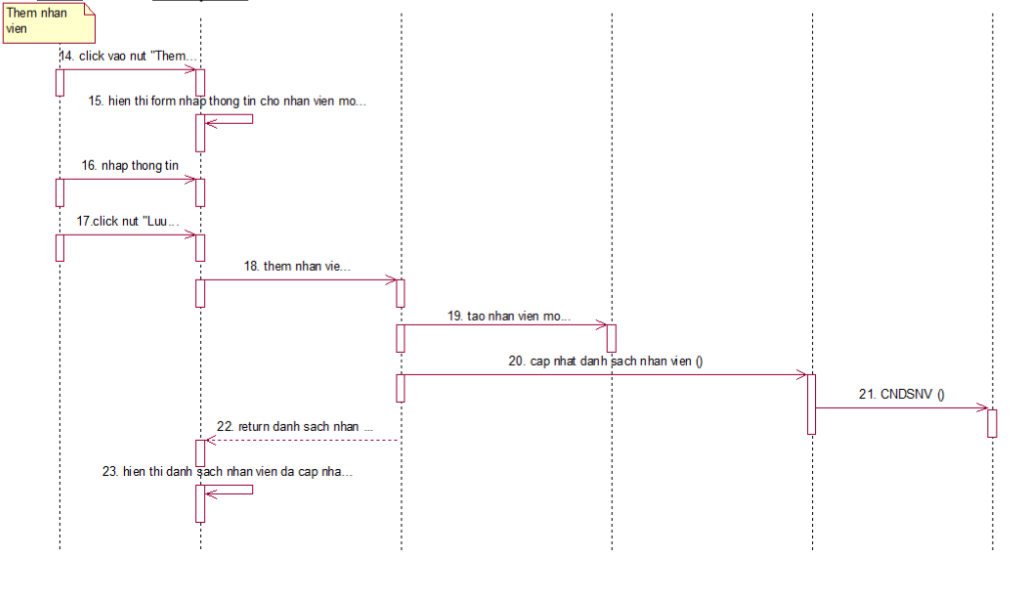 Them nhan
vien
14. click vao nut "Them...
15. hien thi form nhap thong tin cho nhan vien mo...
16. nhap thong tin
17.click nut "Luu...
18. them nhan vie...
19. tao nhan vien mo...
20. cap nhat danh sach nhan vien ()
21. CNDSNV ()
22. return danh sach nhan ...
23. hien thi danh sach nhan vien da cap nha...